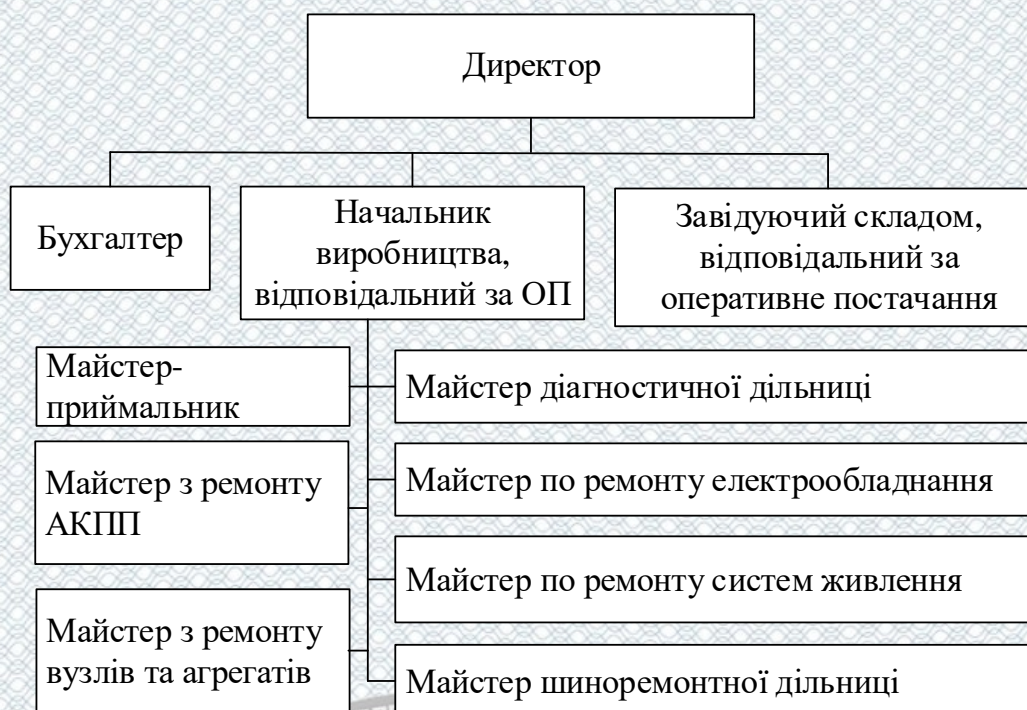 Директор
Бухгалтер
Начальник
виробництва,
відповідальний за ОП
Завідуючий складом,
відповідальний за
оперативне постачання
Майстер-
приймальник
Майстер діагностичної дільниці
Майстер з ремонту
АКПП
Майстер по ремонту електрообладнання
Майстер по ремонту систем живлення
Майстер з ремонту
вузлів та агрегатів
Майстер шиноремонтної дільниці